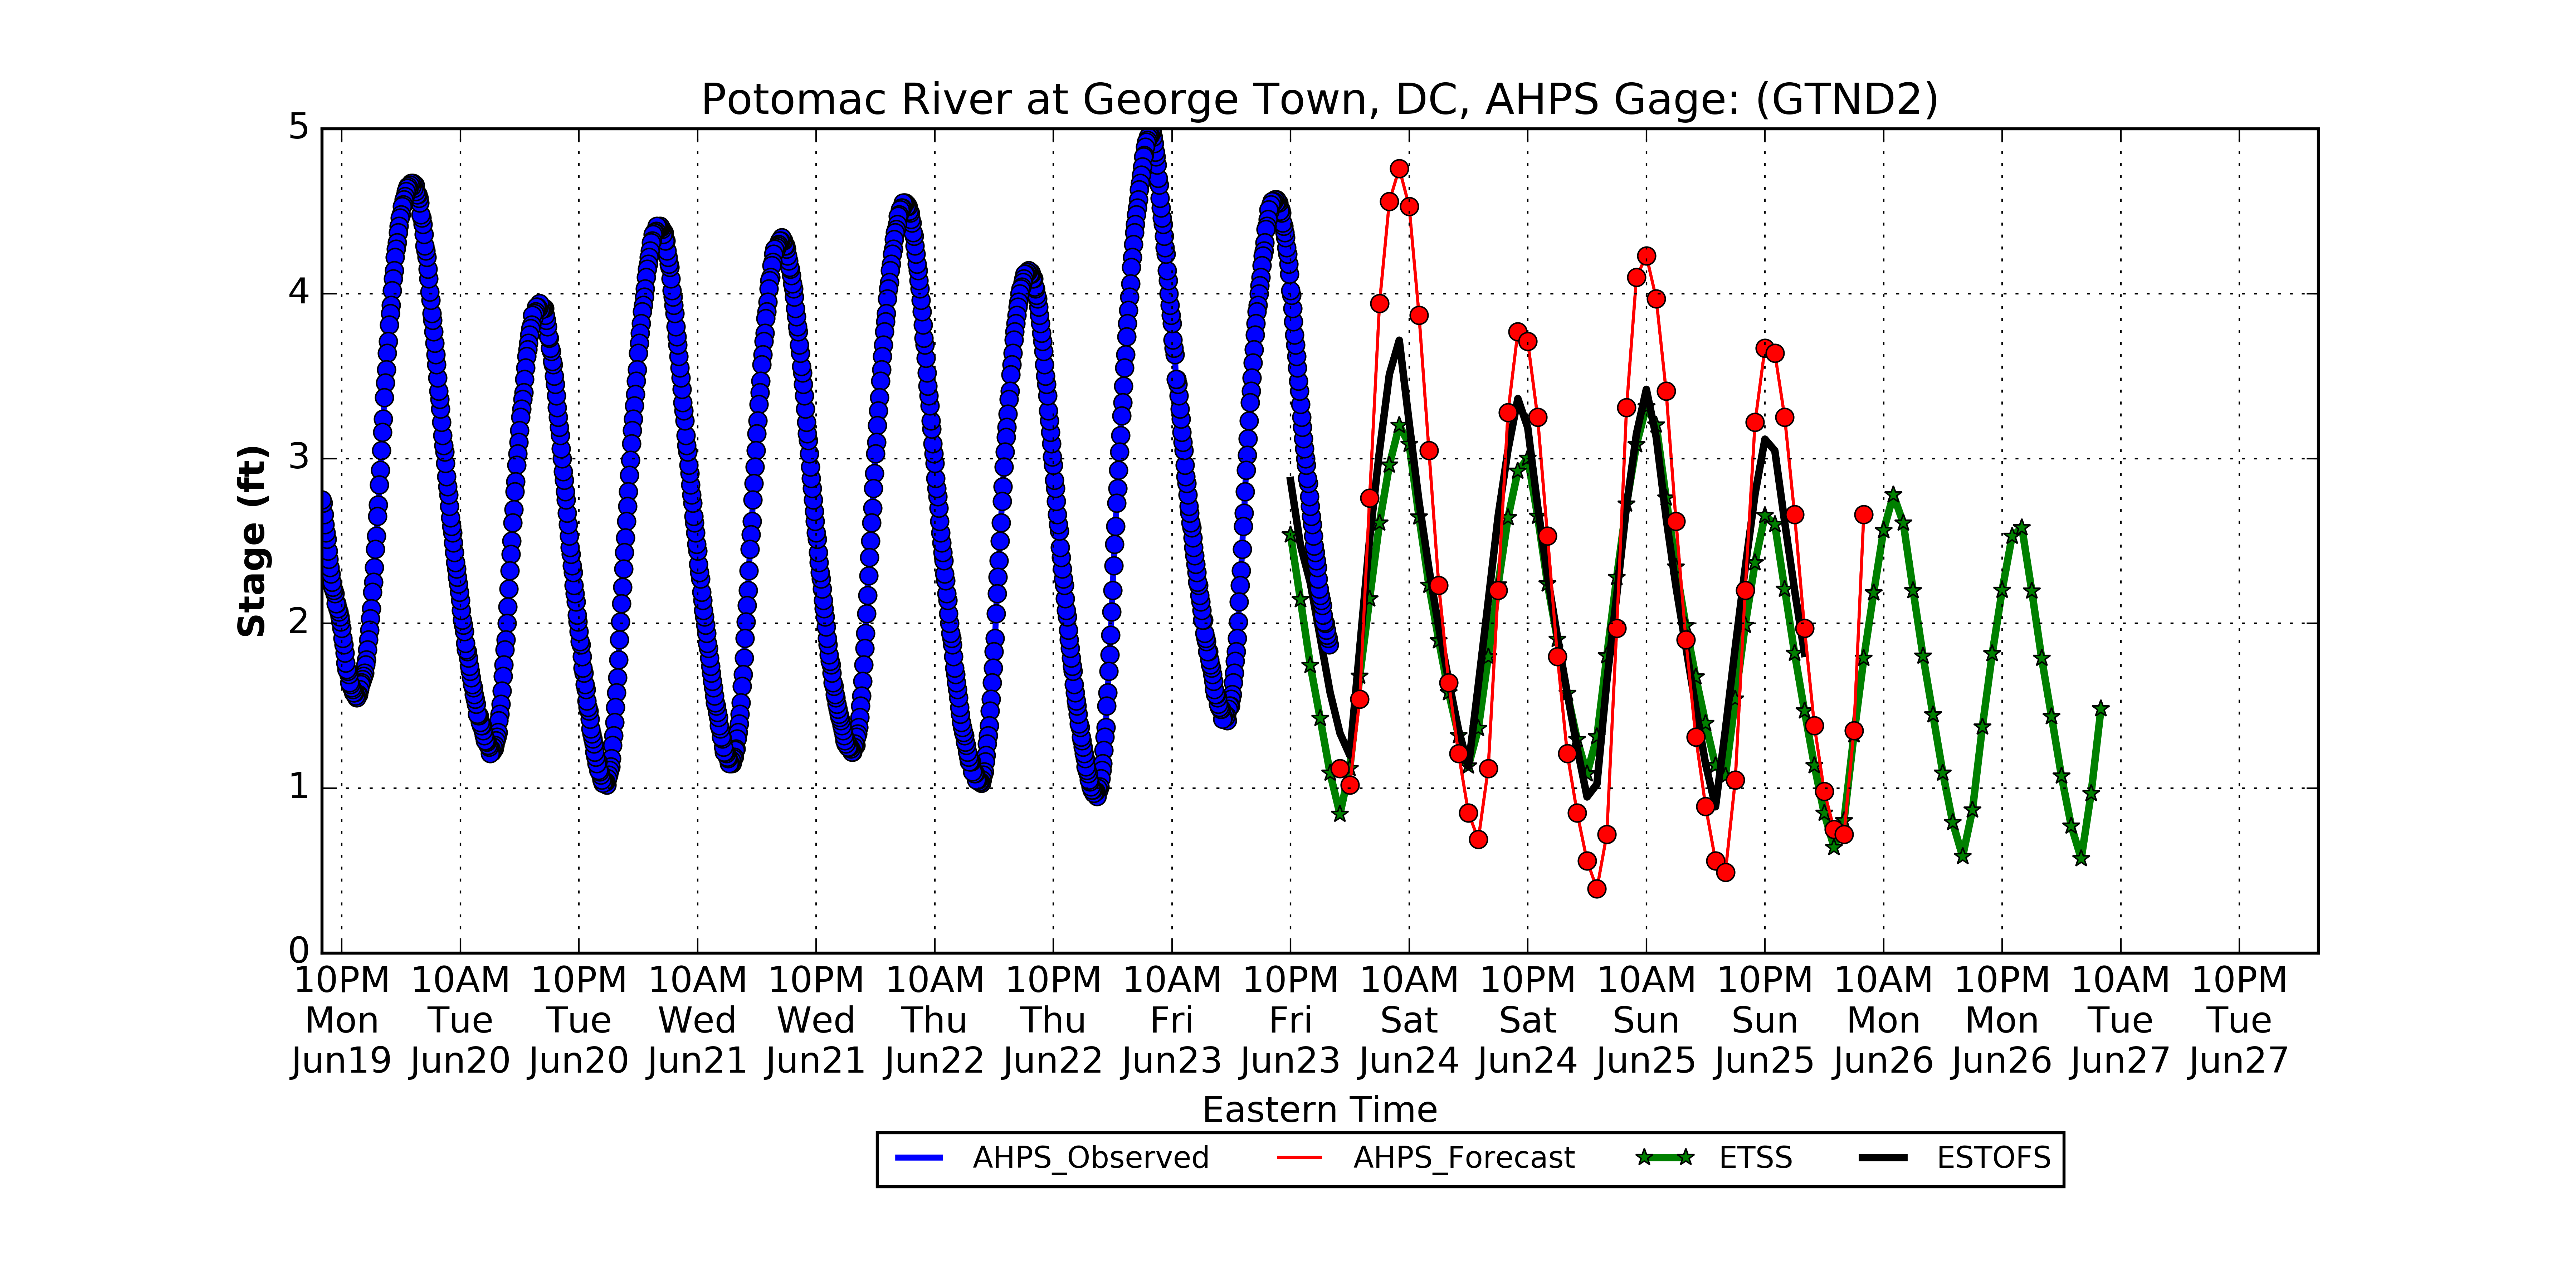 Potomac River at George Town, DC, AHPS Gage: (GTND2)
5
4
3
2
1
0
Stage (ft)
10PM 10AM 10PM 10AM 10PM 10AM 10PM 10AM 10PM 10AM 10PM 10AM 10PM 10AM 10PM 10AM 10PM
Mon Tue Tue Wed Wed Thu Thu Fri Fri Sat Sat Sun Sun Mon Mon Tue Tue
Jun19 Jun20 Jun20 Jun21 Jun21 Jun22 Jun22 Jun23 Jun23 Jun24 Jun24 Jun25 Jun25 Jun26 Jun26 Jun27 Jun27
Eastern Time
AHPS_Observed AHPS_Forecast ETSS ESTOFS